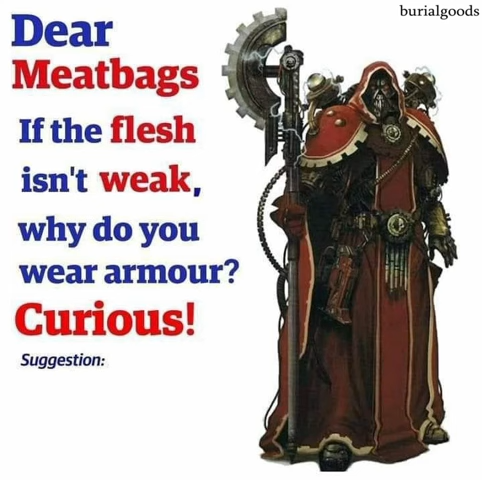 burialgoods
Dear
Meatbags
If the flesh
isn't weak,
why do you
wear armour?
Curious!
Suggestion: